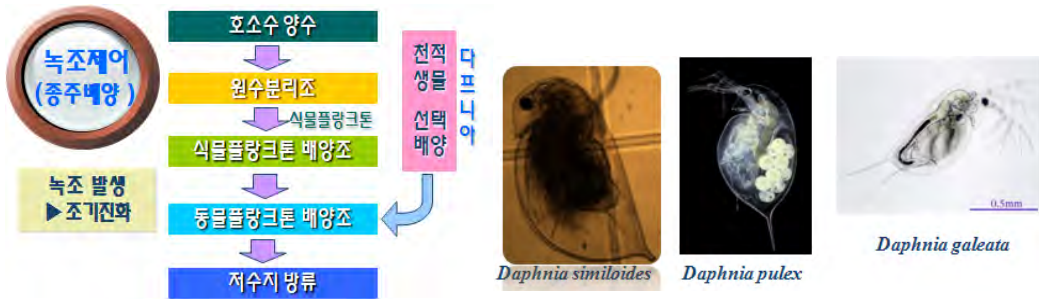 녹조제어
(종주배양 )
녹조 발생
▶조기진화
호소수 양수
원수분리조
식물플랑크톤
식물플랑크톤 배양조
동물플랑크톤 배양조
저수지 방류
천적
생물
선택
배양
다프니아
Daphnia similoides
Daphnia pulex
0.5mm
Daphnia galeata